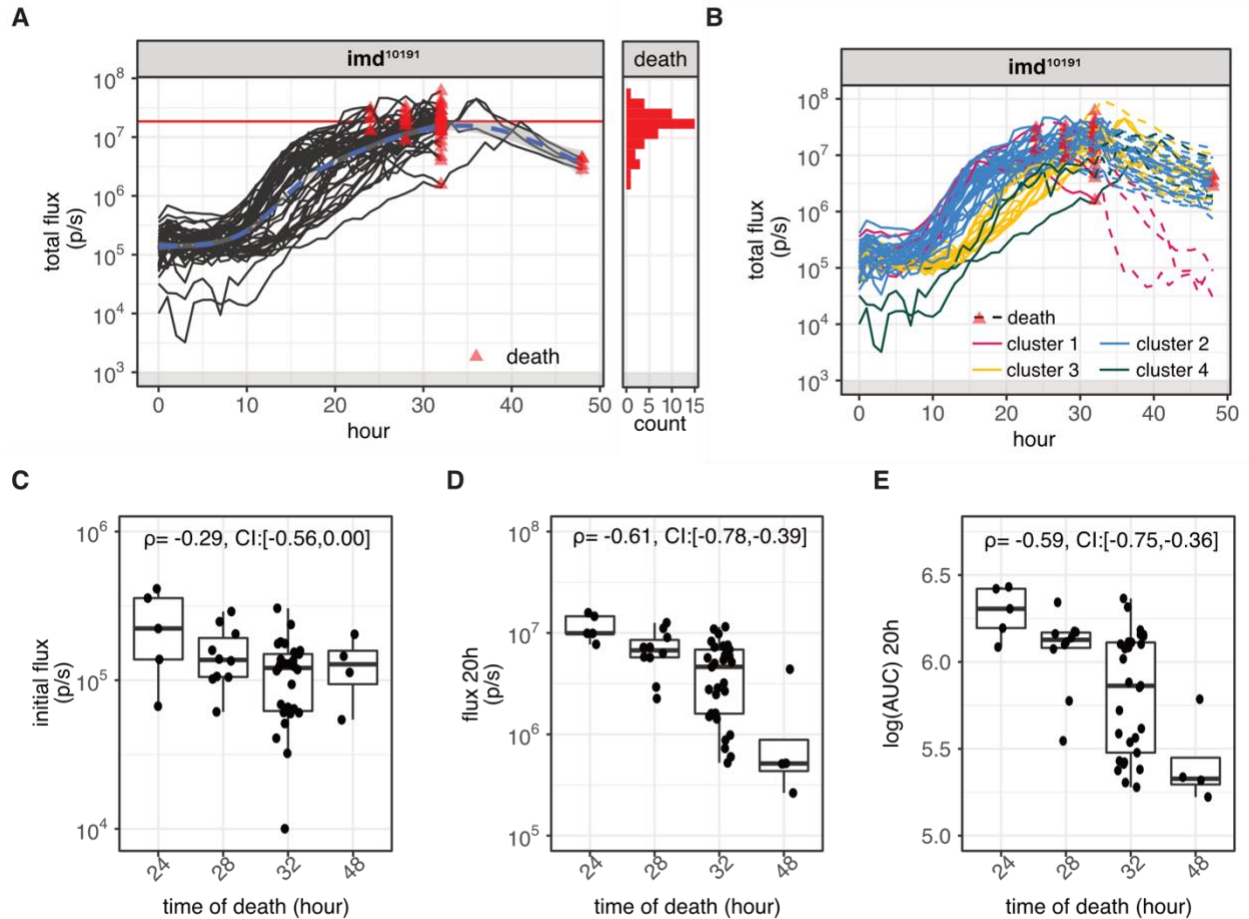 A
imd¹⁰¹⁹¹
death
10⁸
10⁷
10⁶
10⁵
10⁴
10³
total flux
(p/s)
death
0 10 20 30 40 50
hour
0 5 10 15
count
B
imd¹⁰¹⁹¹
10⁸
10⁷
10⁶
10⁵
10⁴
10³
total flux
(p/s)
death
cluster 1 cluster 2
cluster 3 cluster 4
0 10 20 30 40 50
hour
C
ρ= -0.29, CI:[-0.56,0.00]
10⁶
10⁵
10⁴
initial flux
(p/s)
24 28 32 48
time of death (hour)
D
ρ= -0.61, CI:[-0.78,-0.39]
10⁸
10⁷
10⁶
10⁵
flux 20h
(p/s)
24 28 32 48
time of death (hour)
E
ρ= -0.59, CI:[-0.75,-0.36]
6.5
6.0
5.5
5.0
log(AUC) 20h
24 28 32 48
time of death (hour)